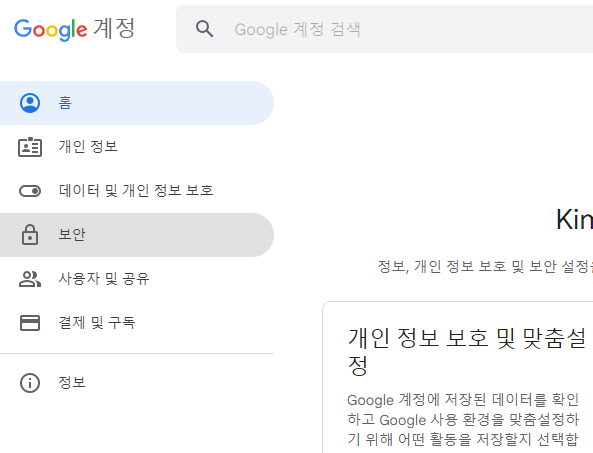 Google 계정
Google 계정 검색
홈
개인 정보
데이터 및 개인 정보 보호
보안
사용자 및 공유
결제 및 구독
정보
Kim
정보, 개인 정보 보호 및 보안 설정을
개인 정보 보호 및 맞춤설
정
Google 계정에 저장된 데이터를 확인
하고 Google 사용 환경을 맞춤설정하
기 위해 어떤 활동을 저장할지 선택합